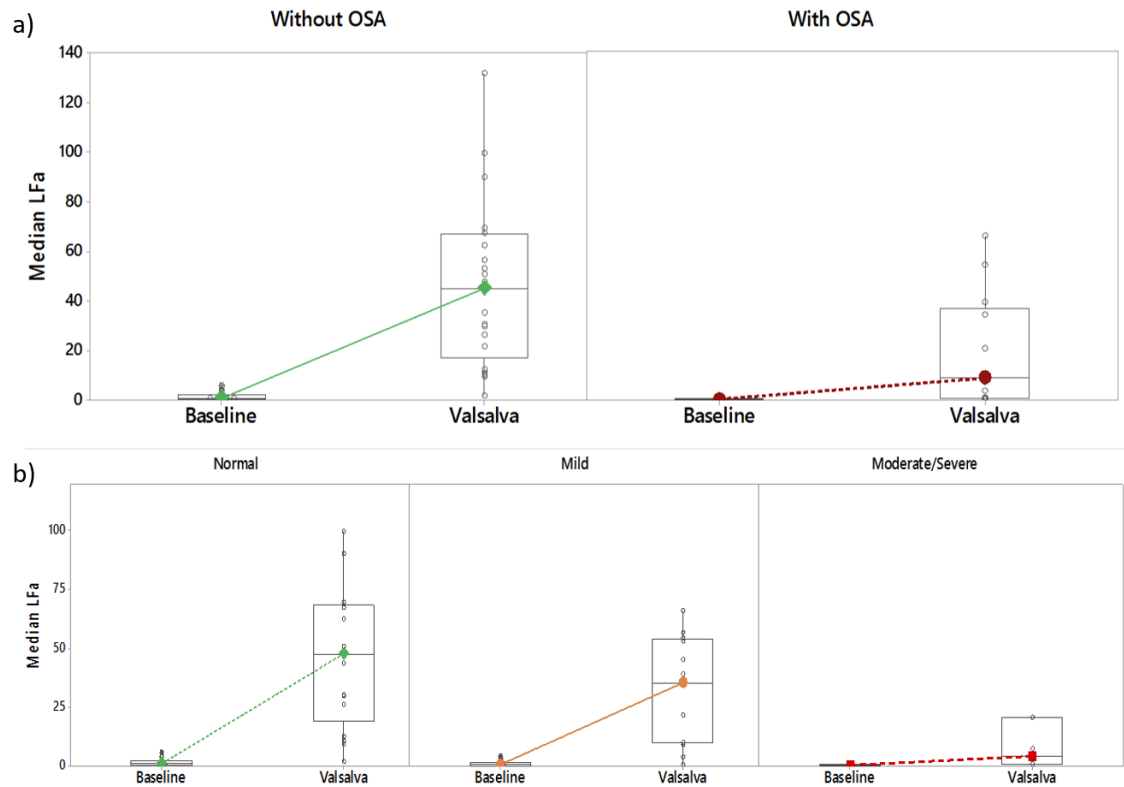 a)
Without OSA
With OSA
Median LFa
140
120
100
80
60
40
20
0
Baseline
Valsalva
Baseline
Valsalva
b)
Normal
Mild
Moderate/Severe
Median LFa
100
75
50
25
0
Baseline
Valsalva
Baseline
Valsalva
Baseline
Valsalva